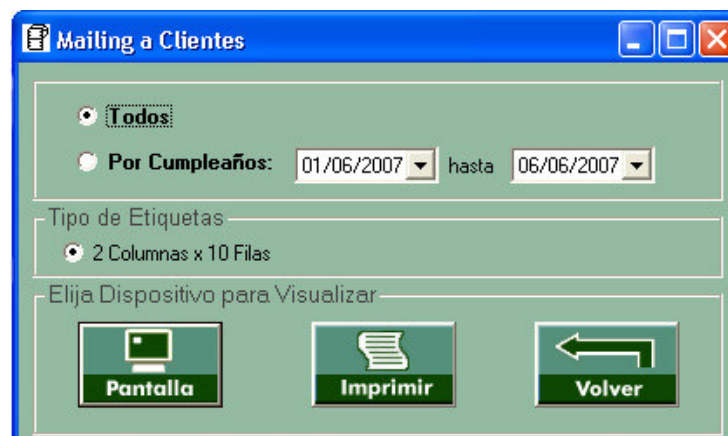 Mailing a Clientes
Todos
Por Cumpleaños: 01/06/2007 hasta 06/06/2007
Tipo de Etiquetas
2 Columnas x 10 Filas
Elija Dispositivo para Visualizar
Pantalla Imprimir Volver